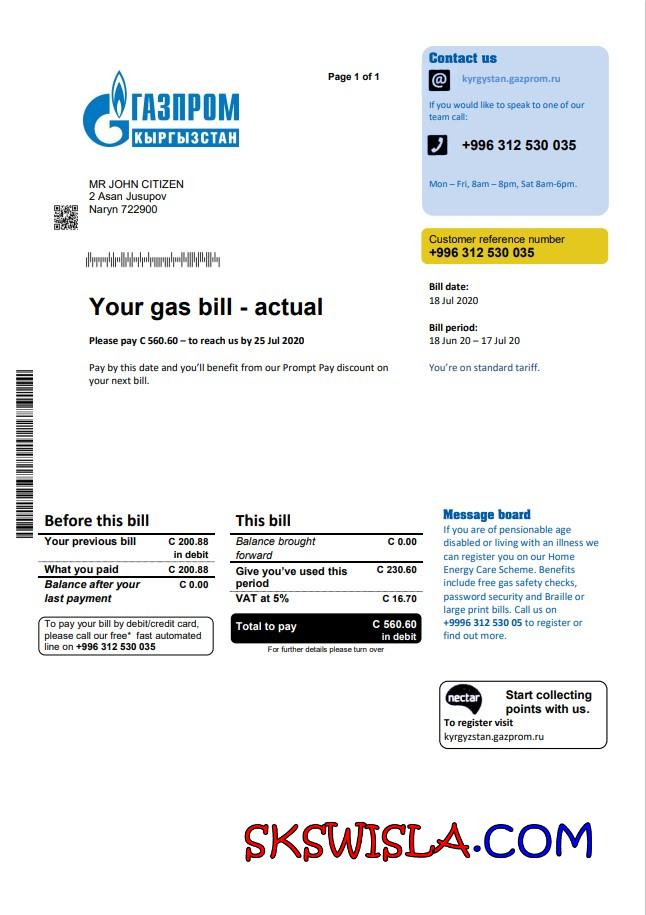 Page 1 of 1
ГАЗПРОМ
КЫРГЫЗСТАН
Contact us
@ kyrgystan.gazprom.ru
If you would like to speak to one of our
team call:
+996 312 530 035
Mon – Fri, 8am – 8pm, Sat 8am-6pm.
MR JOHN CITIZEN
2 Asan Jusupov
Naryn 722900
Customer reference number
+996 312 530 035
Your gas bill - actual
Please pay C 560.60 – to reach us by 25 Jul 2020
Pay by this date and you’ll benefit from our Prompt Pay discount on
your next bill.
Bill date:
18 Jul 2020
Bill period:
18 Jun 20 – 17 Jul 20
You’re on standard tariff.
Before this bill
Your previous bill C 200.88
in debit
What you paid C 200.88
Balance after your C 0.00
last payment
To pay your bill by debit/credit card,
please call our free* fast automated
line on +996 312 530 035
This bill
Balance brought C 0.00
forward
Give you’ve used this C 230.60
period
VAT at 5% C 16.70
Total to pay C 560.60
in debit
For further details please turn over
Message board
If you are of pensionable age
disabled or living with an illness we
can register you on our Home
Energy Care Scheme. Benefits
include free gas safety checks,
password security and Braille or
large print bills. Call us on
+9996 312 530 05 to register or
find out more.
nectar
Start collecting
points with us.
To register visit
kyrgyzstan.gazprom.ru
SKSWISLA.COM